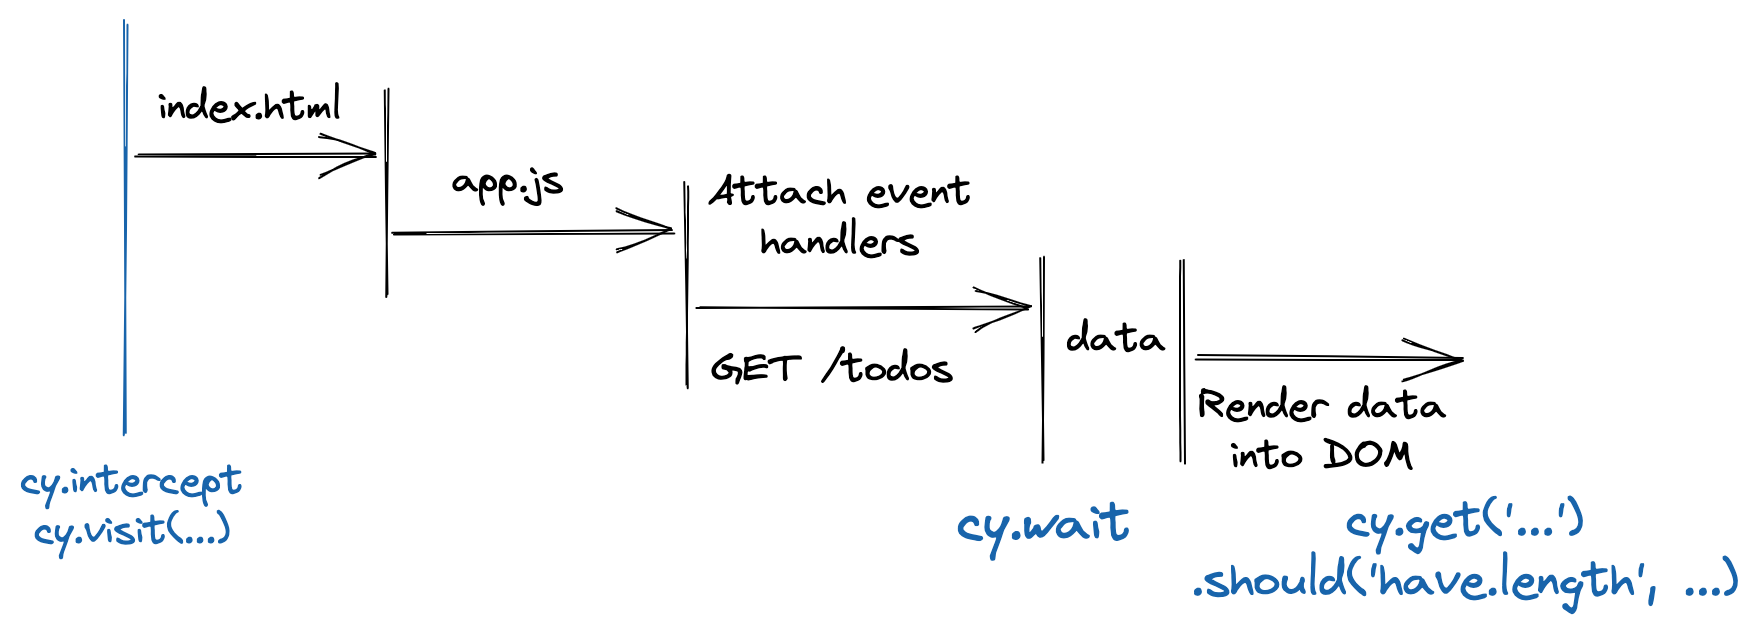 index.html
app.js
Attach event
handlers
GET /todos
data
Render data
into DOM
cy.intercept
cy.visit(...)
cy.wait
cy.get('...')
.should('have.length', ...)